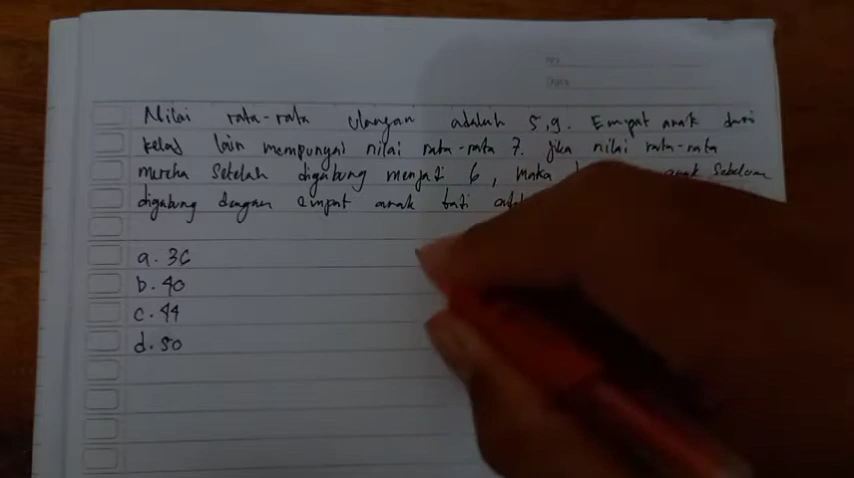 Nilai rata-rata Ulangan adalah 5,9. Empat anak dari
kelas lain mempunyai nilai rata-rata 7. Jika nilai rata-rata
mereka setelah digabung menjadi 6, maka anak sebelum
digabung dengan empat anak tadi
a. 36
b. 40
c. 44
d. 50